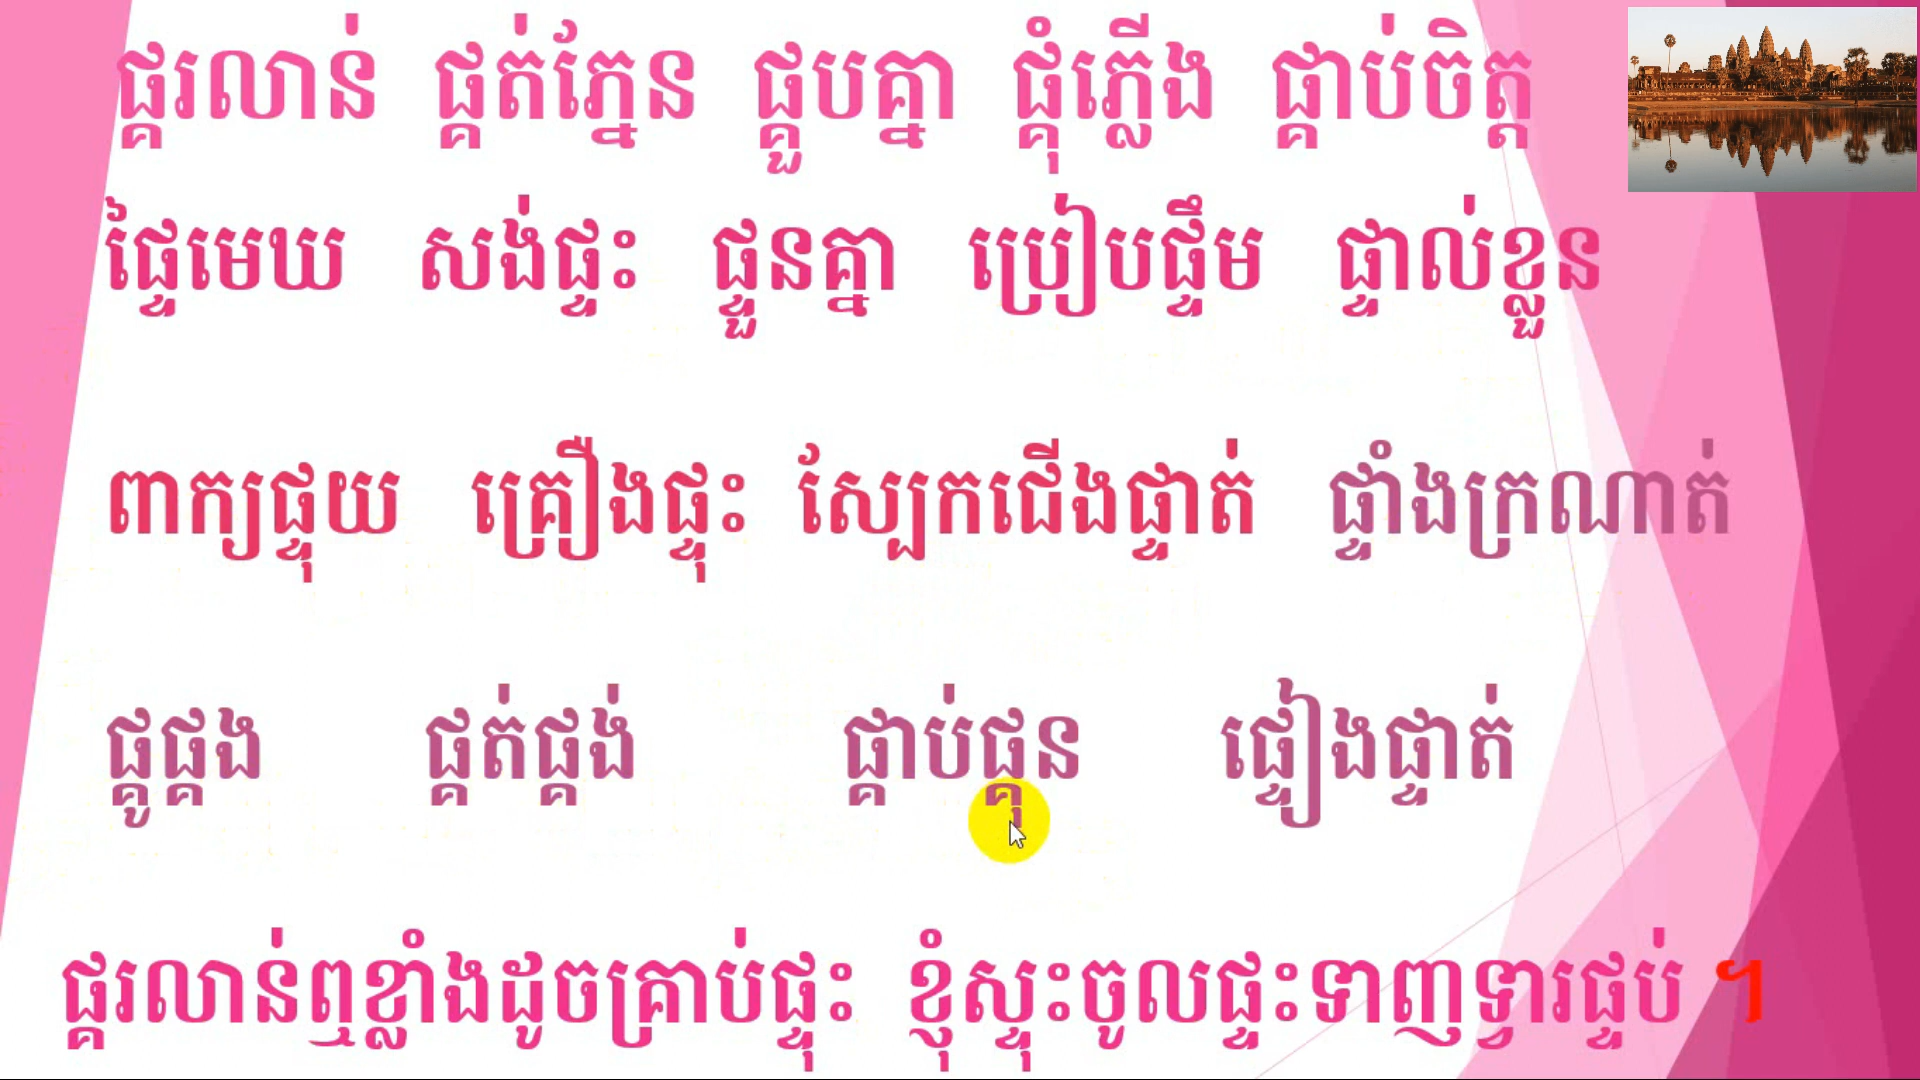 ផ្គរលាន់ ផ្គត់ភ្នែន ផ្គួបគ្នា ផ្គុំភ្លើង ផ្គាប់ចិត្ត
ផ្ទៃមេឃ សង់ផ្ទះ ផ្ទួនគ្នា ប្រៀបផ្ទឹម ផ្ទាល់ខ្លួន
ពាក្យផ្ទុយ គ្រឿងផ្ទុះ ស្បែកជើងផ្ទាត់ ផ្ទាំងក្រណាត់
ផ្គូផ្គង ផ្គត់ផ្គង់ ផ្គាប់ផ្គុន ផ្ទៀងផ្ទាត់
ផ្គរលាន់ឮខ្លាំងដូចគ្រាប់ផ្ទុះ ខ្ញុំស្ទុះចូលផ្ទះទាញទ្វារផ្ទប់ ។